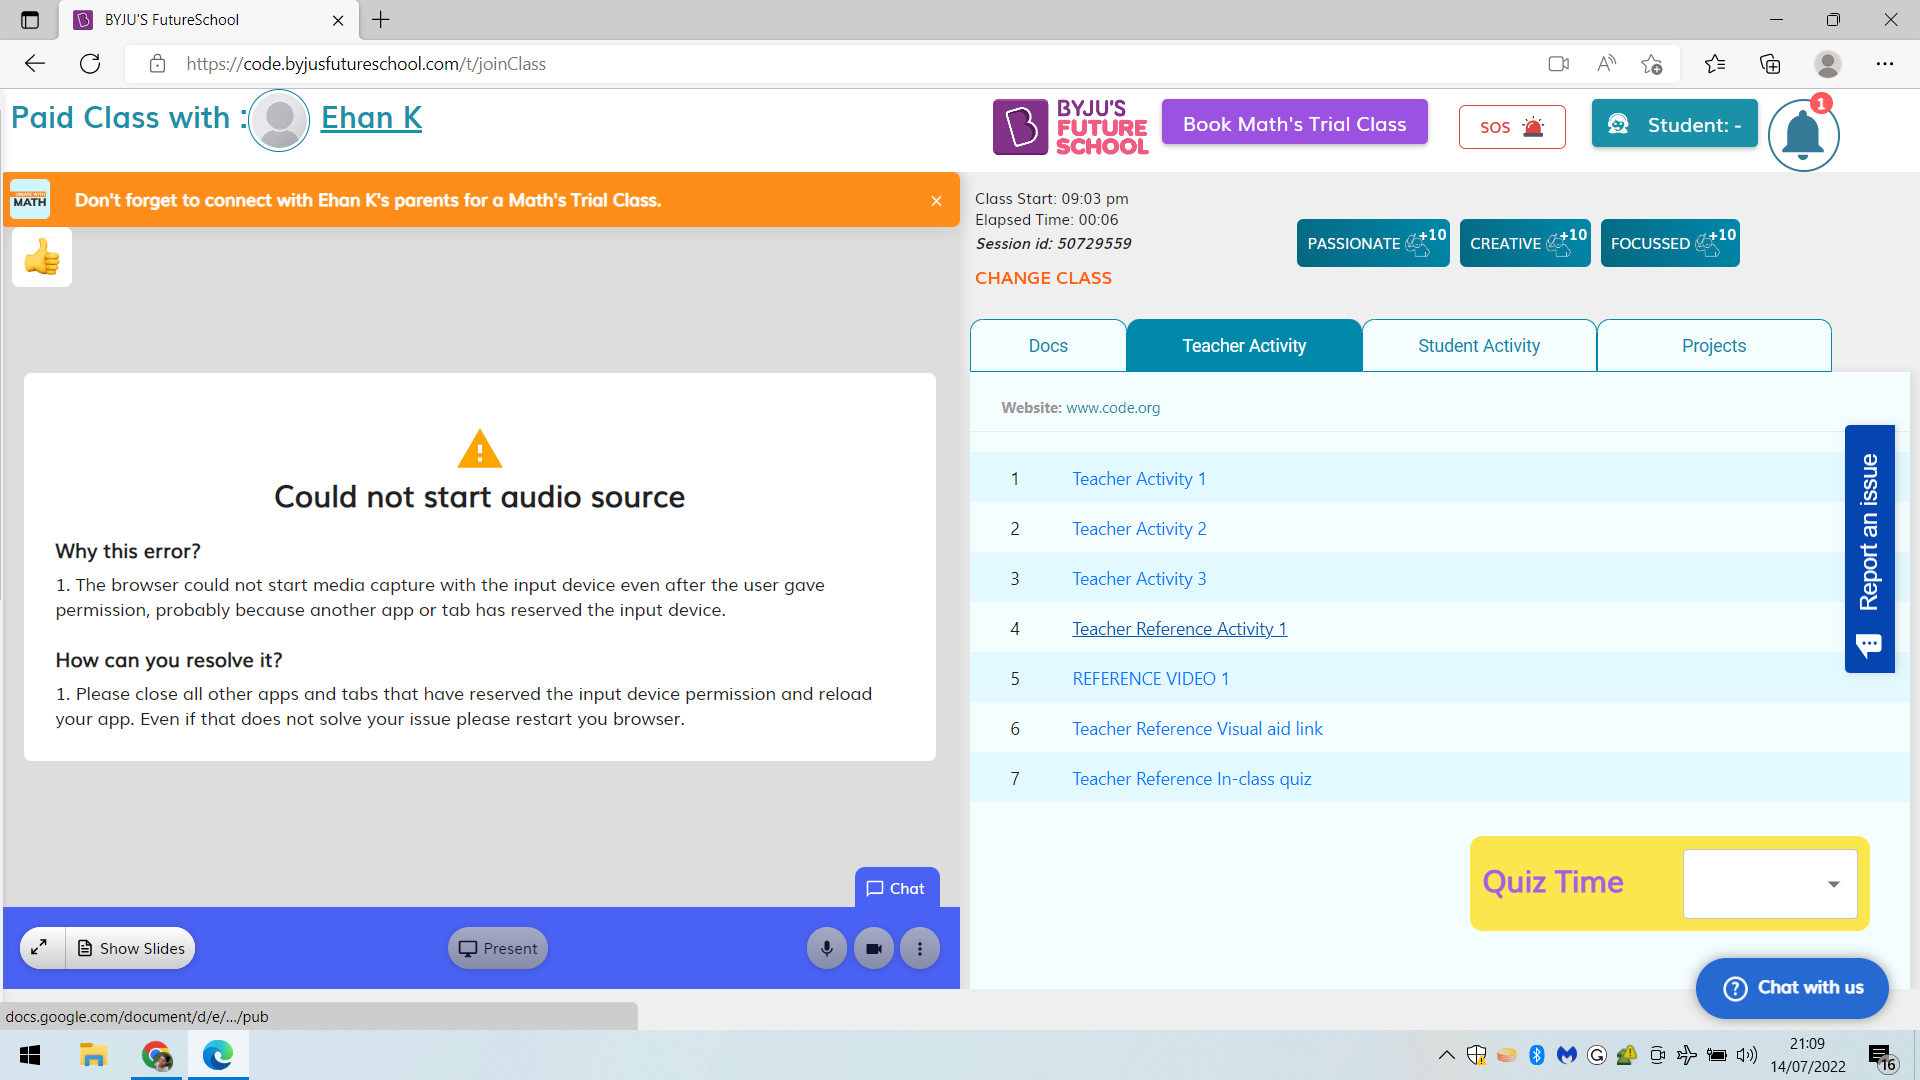 BYJU'S FutureSchool
https://code.byjusfutureschool.com/t/joinClass
Paid Class with : Ehan K
BYJU'S
FUTURE
SCHOOL
Book Math's Trial Class
SOS
Student: -
1
CREATE WITH
MATH
Don't forget to connect with Ehan K's parents for a Math's Trial Class.
Class Start: 09:03 pm
Elapsed Time: 00:06
Session id: 50729559
CHANGE CLASS
PASSIONATE +10
CREATIVE +10
FOCUSSED +10
Docs
Teacher Activity
Student Activity
Projects
Website: www.code.org
1 Teacher Activity 1
2 Teacher Activity 2
3 Teacher Activity 3
4 Teacher Reference Activity 1
5 REFERENCE VIDEO 1
6 Teacher Reference Visual aid link
7 Teacher Reference In-class quiz
Report an issue
Could not start audio source
Why this error?
1. The browser could not start media capture with the input device even after the user gave
permission, probably because another app or tab has reserved the input device.
How can you resolve it?
1. Please close all other apps and tabs that have reserved the input device permission and reload
your app. Even if that does not solve your issue please restart you browser.
Quiz Time
Chat
Show Slides
Present
Chat with us
docs.google.com/document/d/e/.../pub
21:09
14/07/2022
16